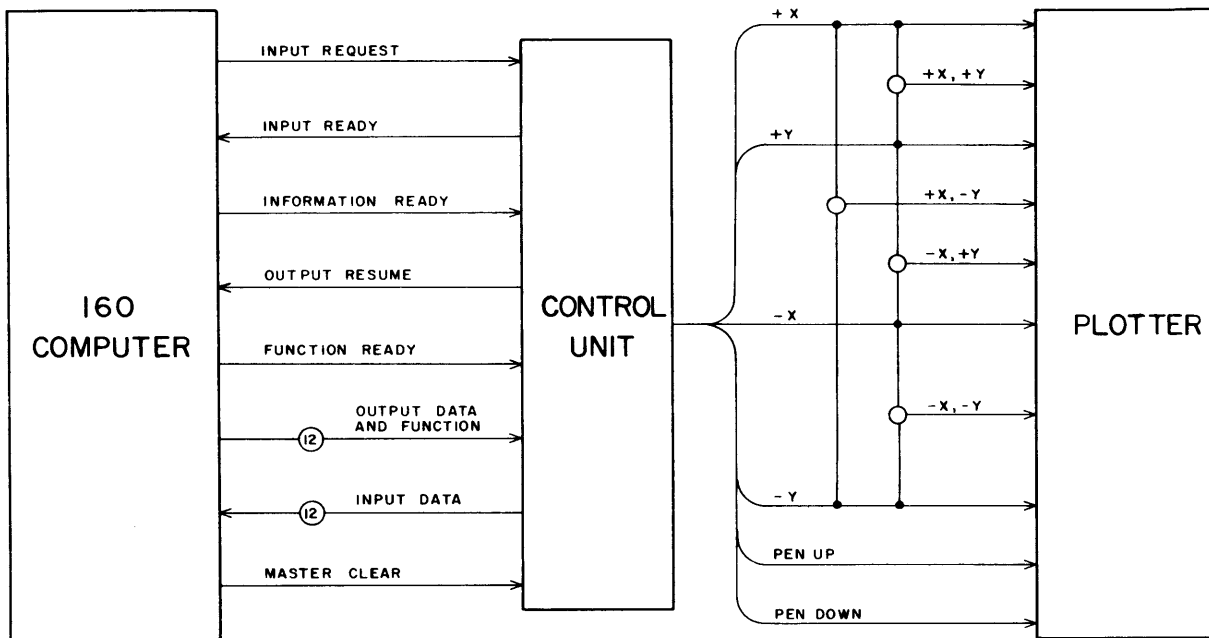 160
COMPUTER
INPUT REQUEST
INPUT READY
INFORMATION READY
OUTPUT RESUME
FUNCTION READY
OUTPUT DATA
AND FUNCTION
12
INPUT DATA
12
MASTER CLEAR
CONTROL
UNIT
+X
+X, +Y
+Y
+X, -Y
-X, +Y
-X
-X, -Y
-Y
PEN UP
PEN DOWN
PLOTTER